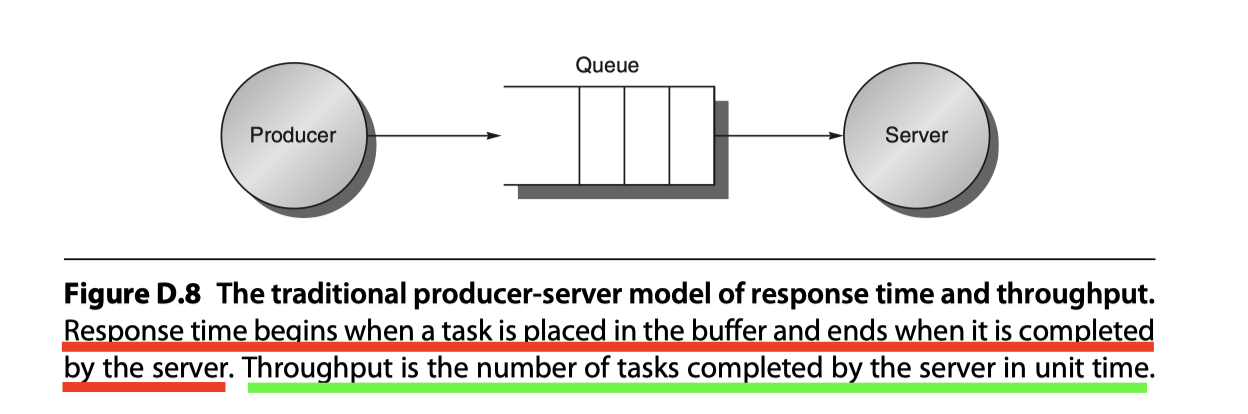 Queue
Producer
Server
Figure D.8 The traditional producer-server model of response time and throughput.
Response time begins when a task is placed in the buffer and ends when it is completed
by the server. Throughput is the number of tasks completed by the server in unit time.